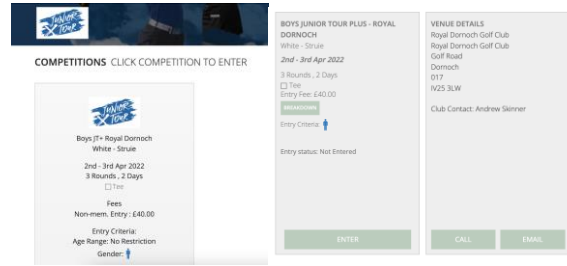 JUNIOR
TOUR
COMPETITIONS CLICK COMPETITION TO ENTER
JUNIOR
TOUR
Boys JT+ Royal Dornoch
White - Struie
2nd - 3rd Apr 2022
3 Rounds , 2 Days
Tee
Fees
Non-mem. Entry : £40.00
Entry Criteria:
Age Range: No Restriction
Gender:
BOYS JUNIOR TOUR PLUS - ROYAL
DORNOCH
White - Struie
2nd - 3rd Apr 2022
3 Rounds , 2 Days
Tee
Entry Fee: £40.00
BREAKDOWN
Entry Criteria:
Entry status: Not Entered
ENTER
VENUE DETAILS
Royal Dornoch Golf Club
Royal Dornoch Golf Club
Golf Road
Dornoch
017
IV25 3LW
Club Contact: Andrew Skinner
CALL
EMAIL